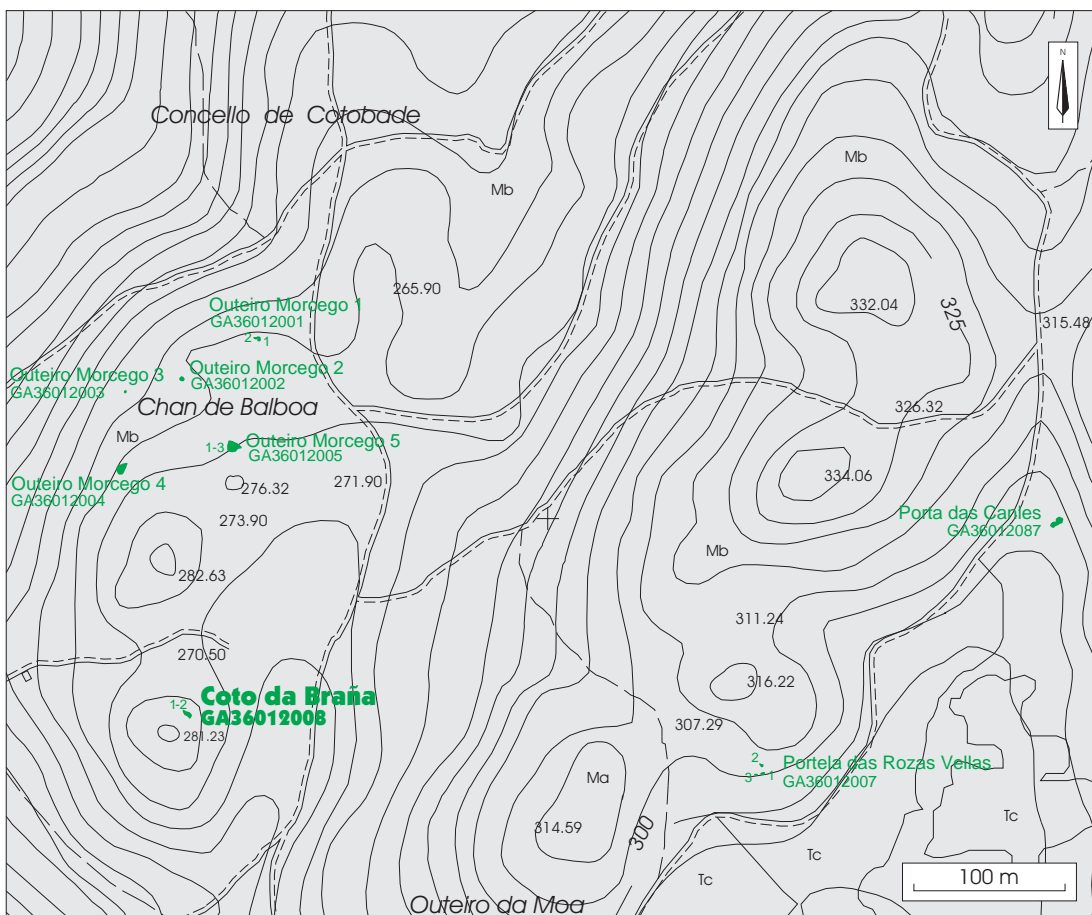 N
Concello de Cotobade
Mb
Mb
265.90
332.04
325
315.48
Outeiro Morcego 1
GA36012001
2
1
Outeiro Morcego 2
GA36012002
Outeiro Morcego 3
GA36012003
Chan de Balboa
326.32
Mb
1-3
Outeiro Morcego 5
GA36012005
Outeiro Morcego 4
GA36012004
276.32
271.90
334.06
273.90
Porta das Canles
GA36012087
Mb
282.63
311.24
270.50
316.22
1-2
Coto da Braña
GA36012008
281.23
307.29
2
3
1
Portela das Rozas Vellas
GA36012007
Ma
314.59
300
Tc
Tc
Tc
100 m
Outeiro da Moa